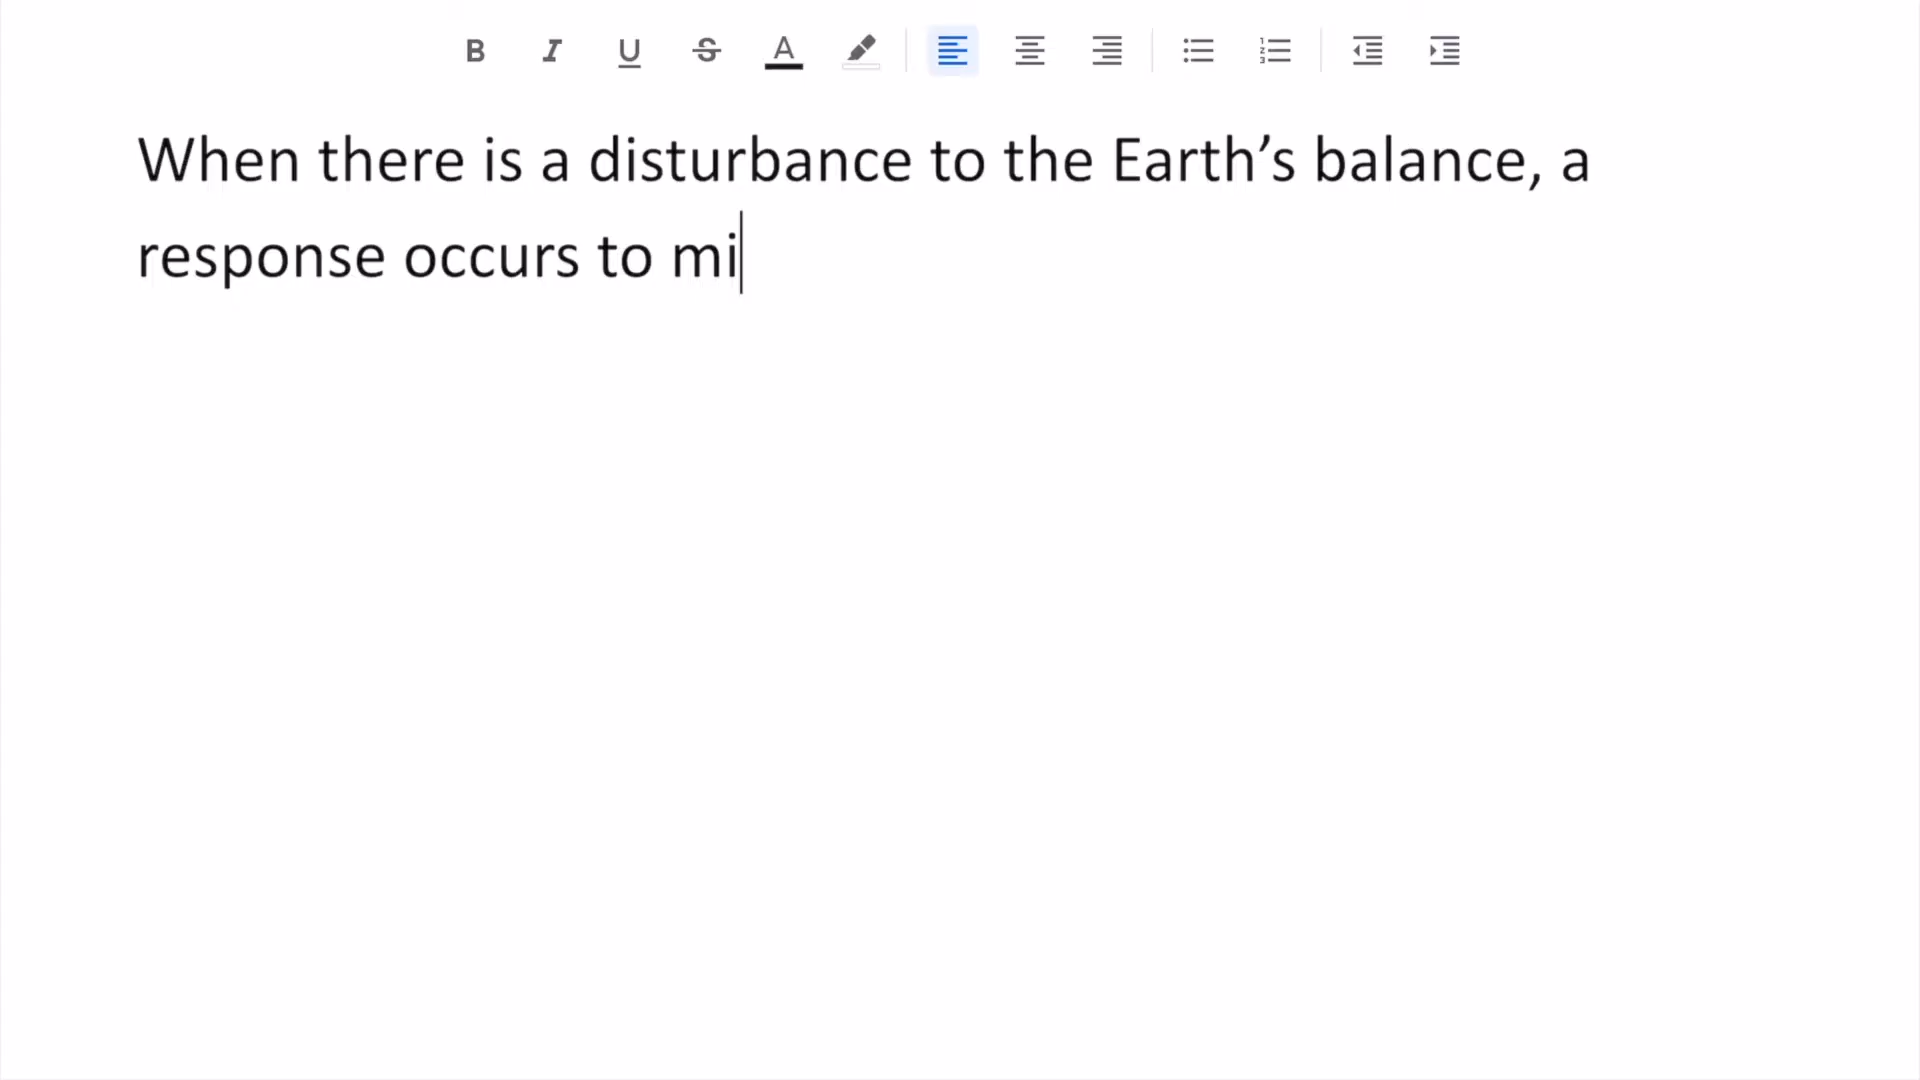 When there is a disturbance to the Earth’s balance, a
response occurs to mi